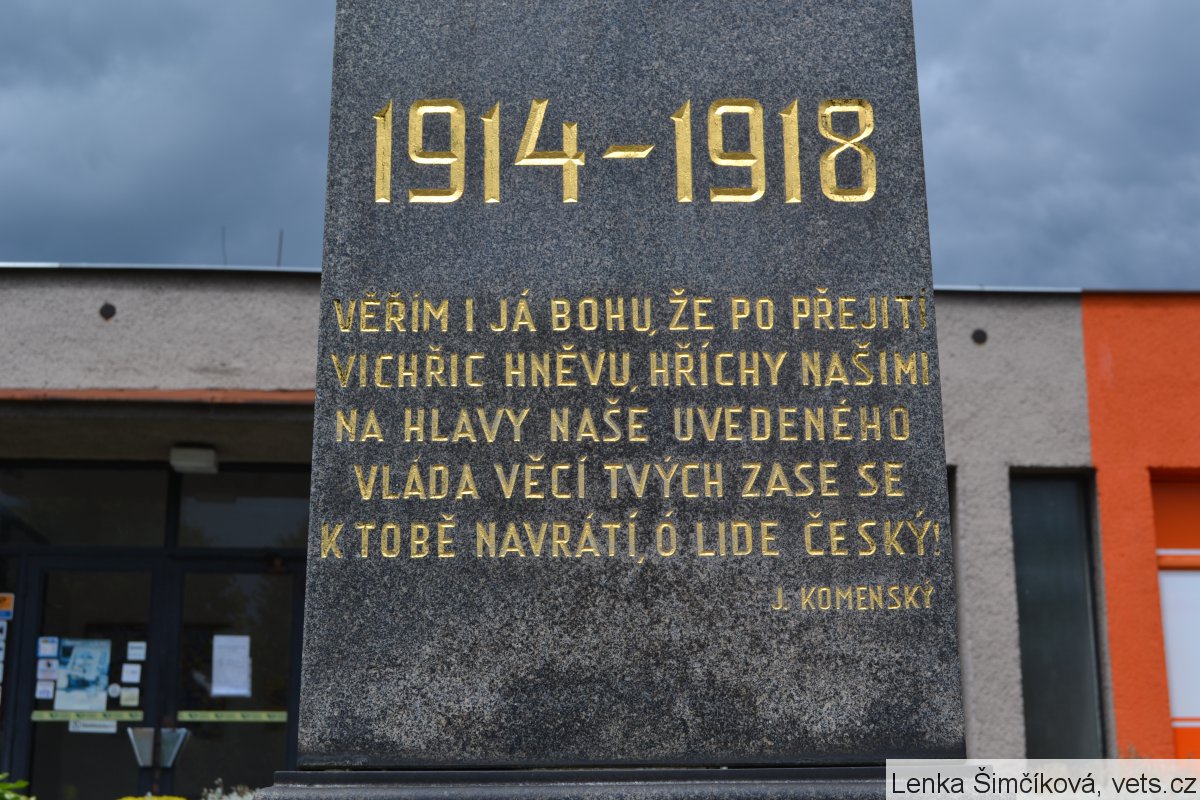 1914-1918
VĚŘÍM I JÁ BOHU, ŽE PO PŘEJITÍ
VICHŘIC HNĚVU, HŘÍCHY NAŠIMI
NA HLAVY NAŠE UVEDENÉHO
VLÁDA VĚCÍ TVÝCH ZASE SE
K TOBĚ NAVRÁTÍ, Ó LIDE ČESKÝ!
J. KOMENSKÝ
Lenka Šimčíková, vets.cz